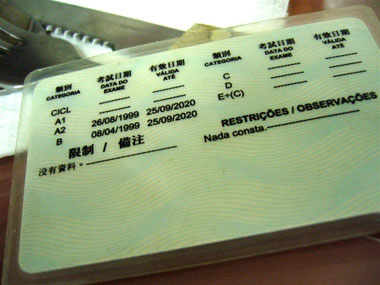 類別 考試日期 有效日期
CATEGORIA DATA DO EXAME VÁLIDA ATÉ
CICL
A1
A2 26/08/1999 25/09/2020
B 08/04/1999 25/09/2020
限制 / 備注
没有資料。
類別 考試日期 有效日期
CATEGORIA DATA DO EXAME VÁLIDA ATÉ
C
D
E+(C)
RESTRIÇÕES / OBSERVAÇÕES
Nada consta.